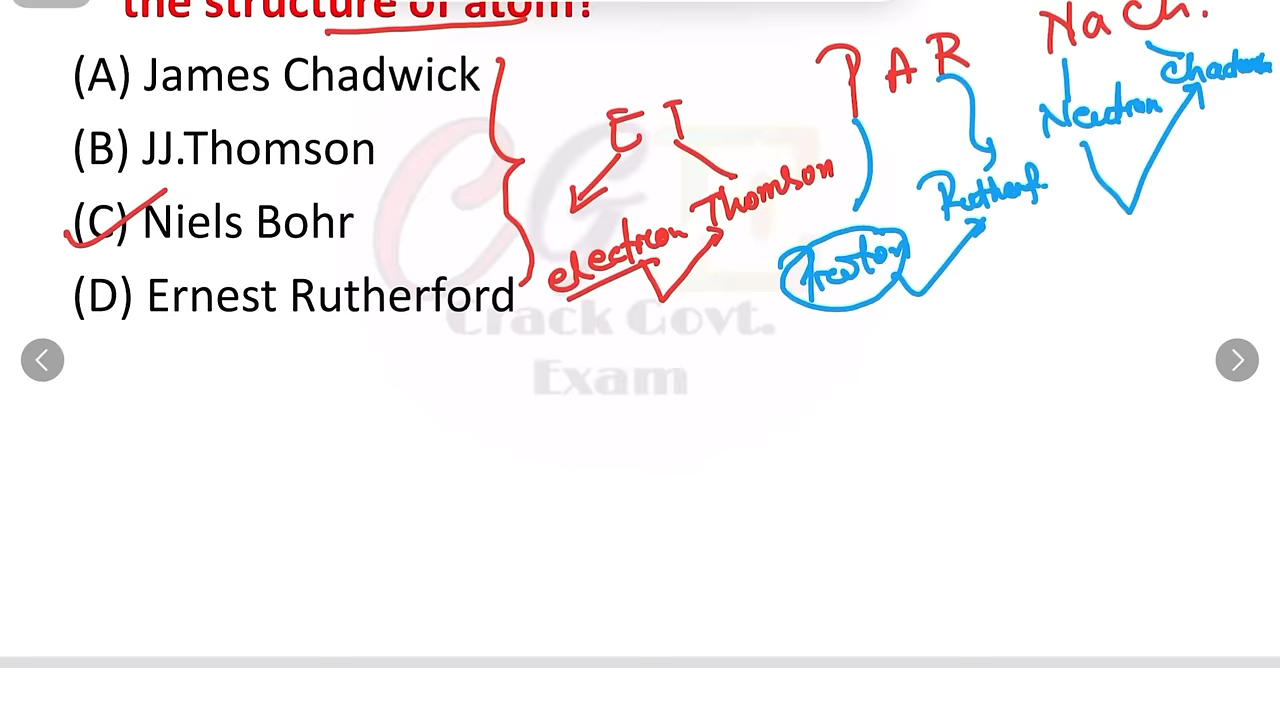 the structure of atom?
(A) James Chadwick
(B) JJ.Thomson
(C) Niels Bohr
(D) Ernest Rutherford
E T
electron Thomson
P A R
Proton Rutherf.
Na Ch.
Neutron Chadwick
CG
Crack Govt.
Exam